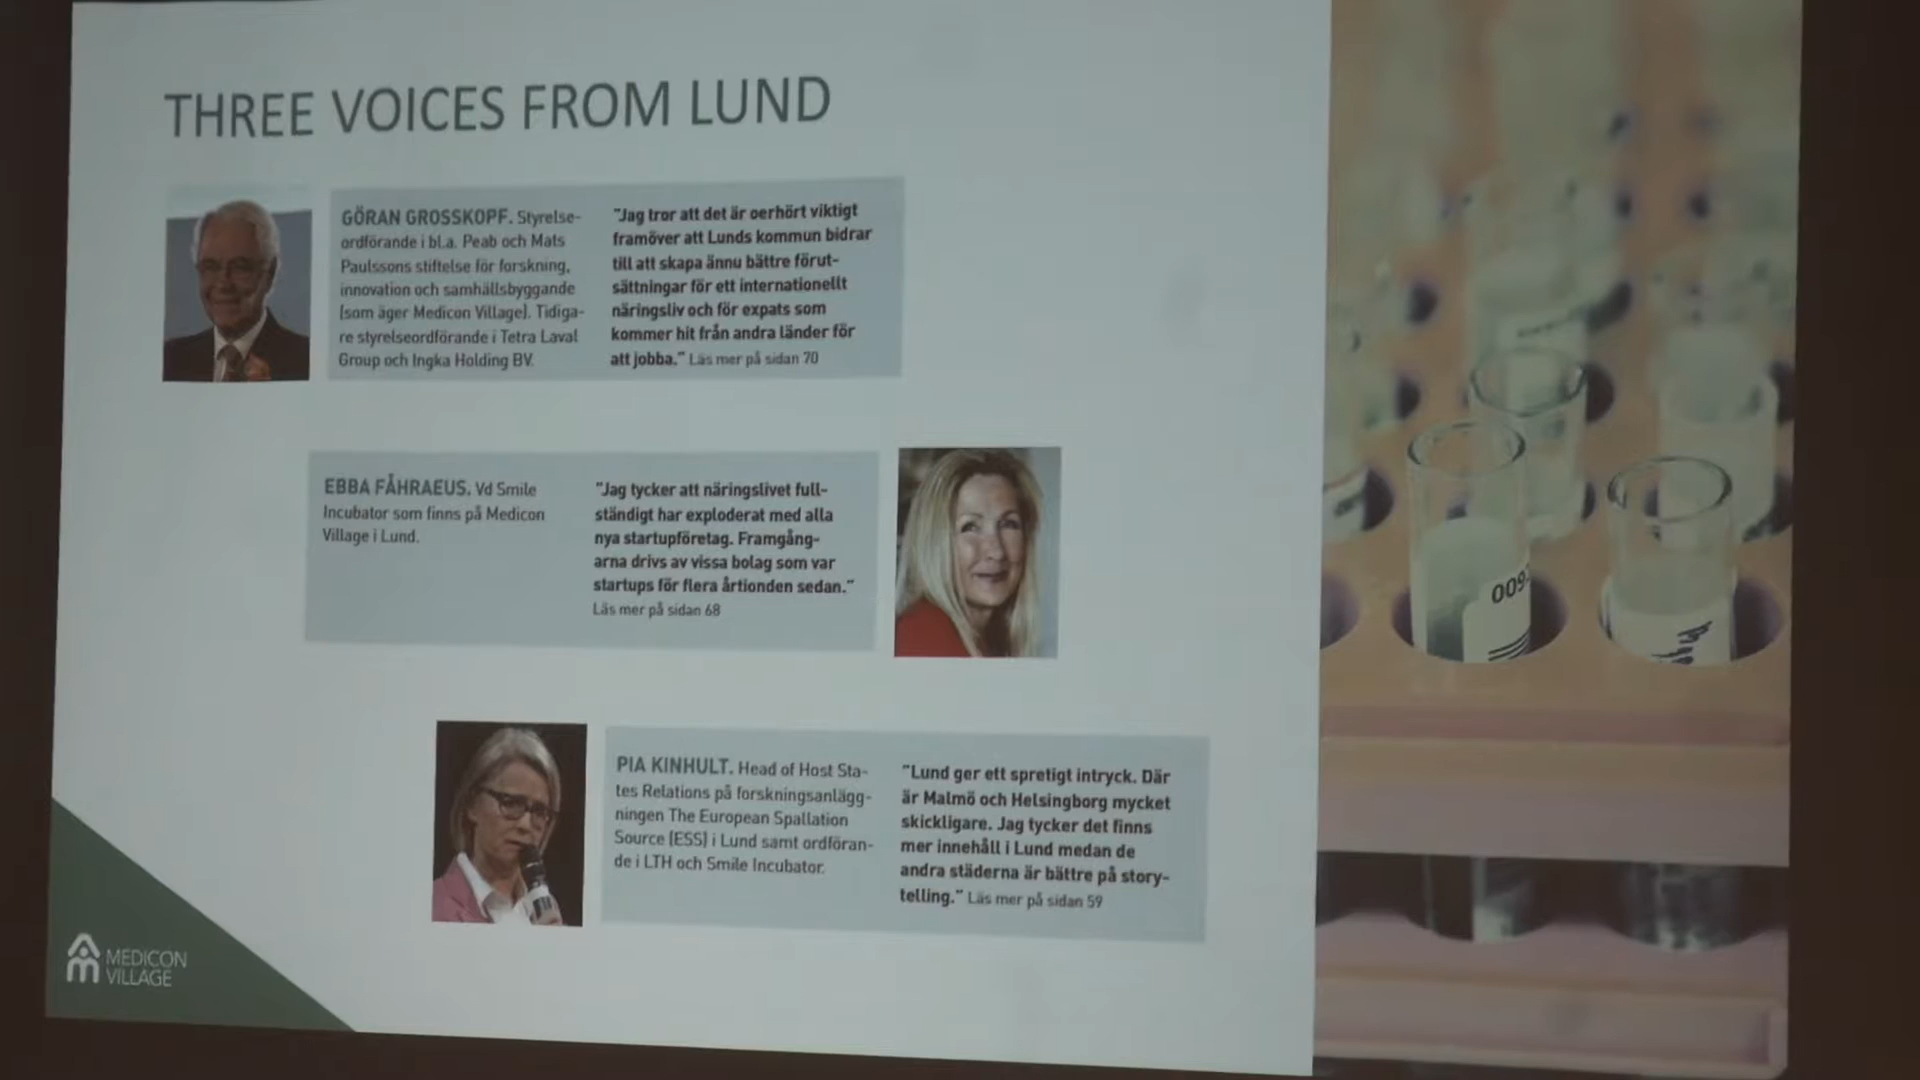 THREE VOICES FROM LUND
GÖRAN GROSSKOPF. Styrelse-
ordförande i bl.a. Peab och Mats
Paulssons stiftelse för forskning,
innovation och samhällsbyggande
(som äger Medicon Village). Tidiga-
re styrelseordförande i Tetra Laval
Group och Ingka Holding BV.
"Jag tror att det är oerhört viktigt
framöver att Lunds kommun bidrar
till att skapa ännu bättre förut-
sättningar för ett internationellt
näringsliv och för expats som
kommer hit från andra länder för
att jobba." Läs mer på sidan 70
EBBA FÅHRAEUS. Vd Smile
Incubator som finns på Medicon
Village i Lund.
"Jag tycker att näringslivet full-
ständigt har exploderat med alla
nya startupföretag. Framgång-
arna drivs av vissa bolag som var
startups för flera årtionden sedan."
Läs mer på sidan 68
PIA KINHULT. Head of Host Sta-
tes Relations på forskningsanlägg-
ningen The European Spallation
Source (ESS) i Lund samt ordföran-
de i LTH och Smile Incubator.
"Lund ger ett spretigt intryck. Där
är Malmö och Helsingborg mycket
skickligare. Jag tycker det finns
mer innehåll i Lund medan de
andra städerna är bättre på story-
telling." Läs mer på sidan 59
MEDICON
VILLAGE